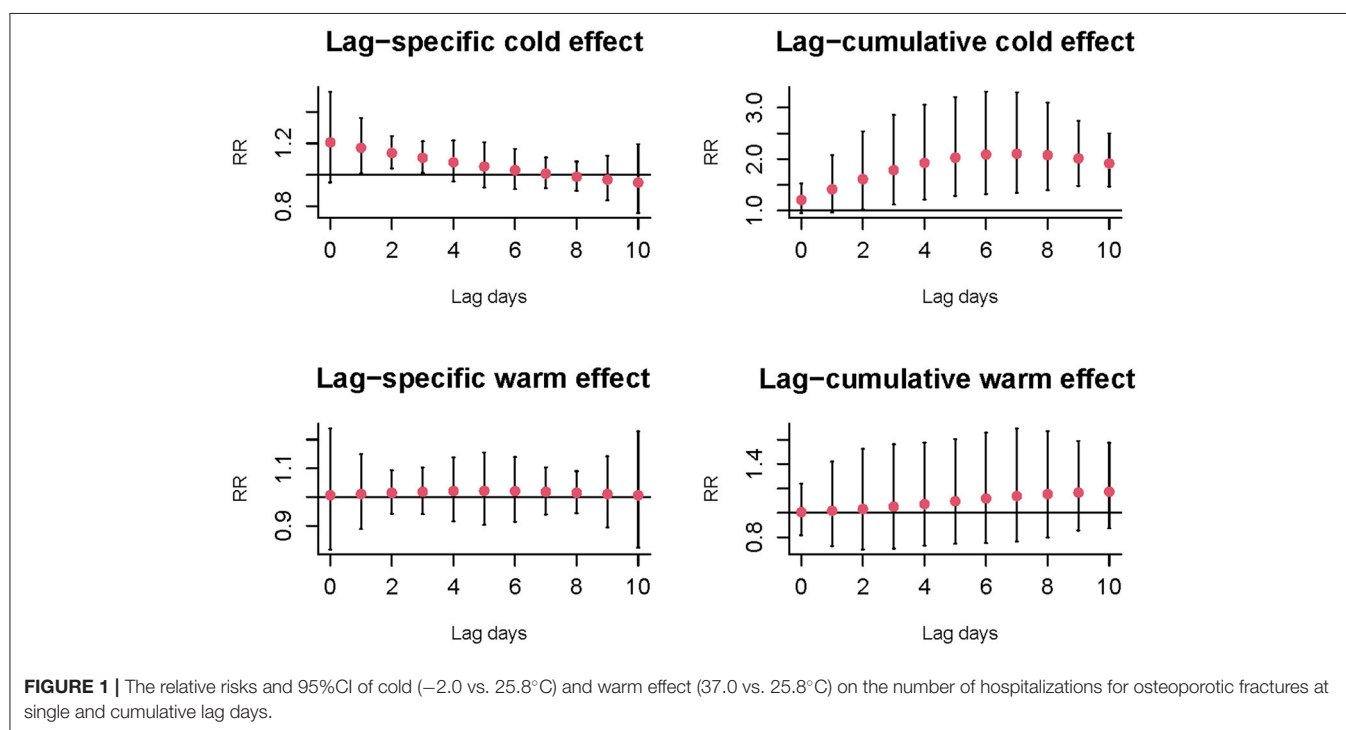 Lag−specific cold effect
RR
0.8 1.2
0 2 4 6 8 10
Lag days
Lag−cumulative cold effect
RR
1.0 2.0 3.0
0 2 4 6 8 10
Lag days
Lag−specific warm effect
RR
0.9 1.1
0 2 4 6 8 10
Lag days
Lag−cumulative warm effect
RR
0.8 1.4
0 2 4 6 8 10
Lag days
FIGURE 1 | The relative risks and 95%CI of cold (−2.0 vs. 25.8°C) and warm effect (37.0 vs. 25.8°C) on the number of hospitalizations for osteoporotic fractures at
single and cumulative lag days.